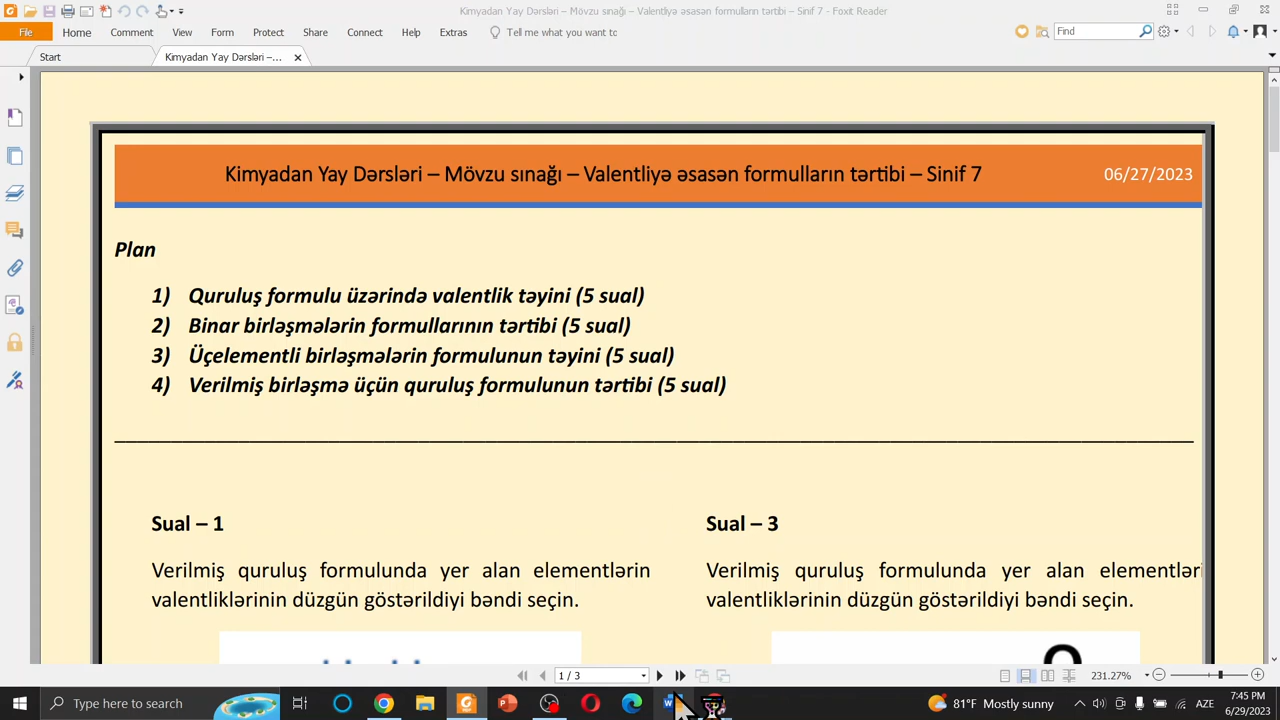 Kimyadan Yay Dərsləri – Mövzu sınağı – Valentliyə əsasən formulların tərtibi – Sinif 7 - Foxit Reader
File Home Comment View Form Protect Share Connect Help Extras Tell me what you want to Find
Start Kimyadan Yay Dərsləri –...
Kimyadan Yay Dərsləri – Mövzu sınağı – Valentliyə əsasən formulların tərtibi – Sinif 7 06/27/2023
Plan
1) Quruluş formulu üzərində valentlik təyini (5 sual)
2) Binar birləşmələrin formullarının tərtibi (5 sual)
3) Üçelementli birləşmələrin formulunun təyini (5 sual)
4) Verilmiş birləşmə üçün quruluş formulunun tərtibi (5 sual)
Sual – 1
Verilmiş quruluş formulunda yer alan elementlərin
valentliklərinin düzgün göstərildiyi bəndi seçin.
Sual – 3
Verilmiş quruluş formulunda yer alan elementləri
valentliklərinin düzgün göstərildiyi bəndi seçin.
1 / 3 231.27%
Type here to search 81°F Mostly sunny AZE 7:45 PM
6/29/2023